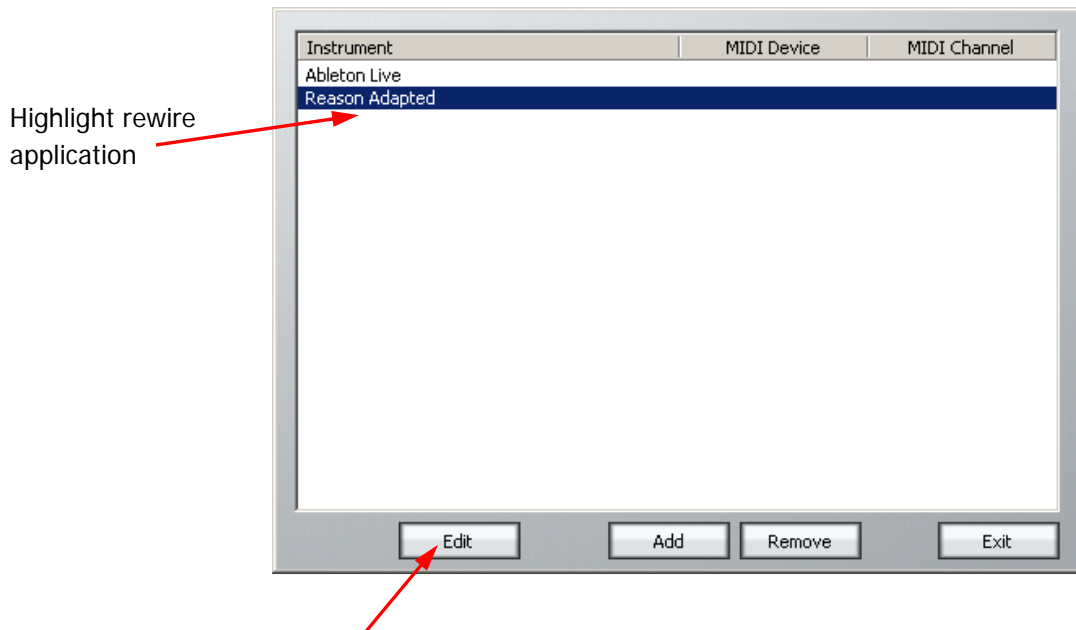 Instrument MIDI Device MIDI Channel
Ableton Live
Reason Adapted
Highlight rewire
application
Edit Add Remove Exit